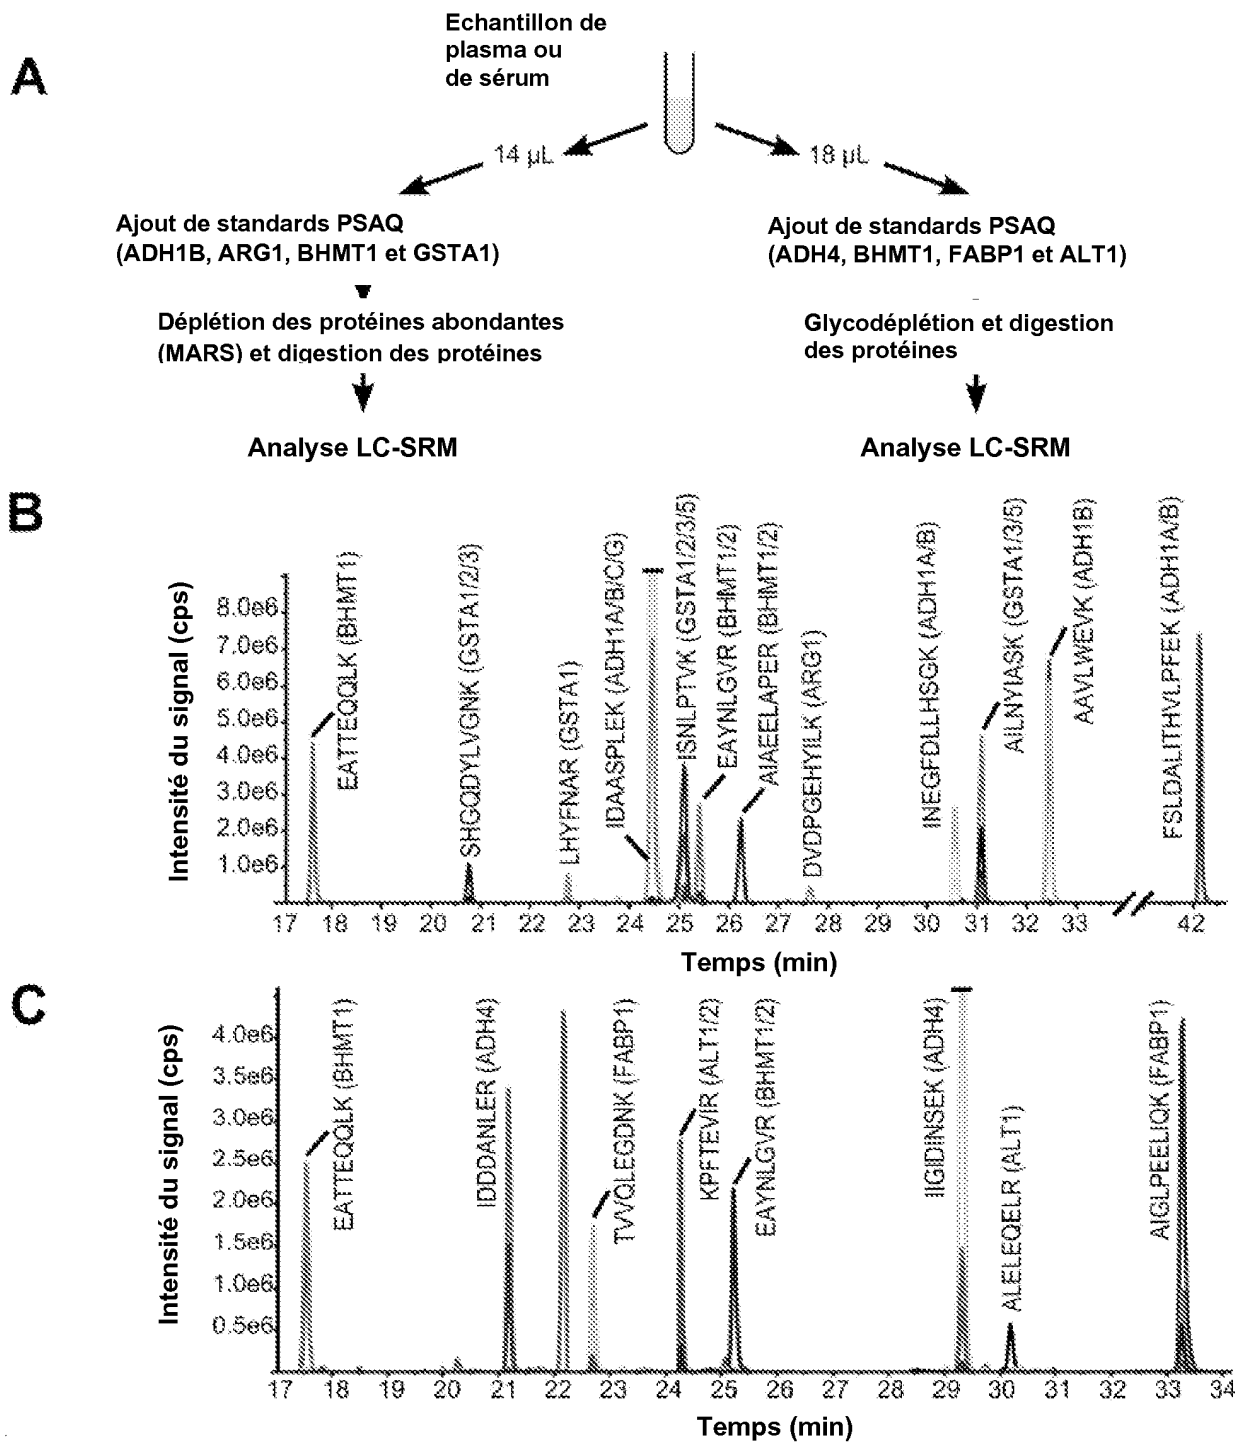 A
Echantillon de
plasma ou
de sérum
14 µL
18 µL
Ajout de standards PSAQ
(ADH1B, ARG1, BHMT1 et GSTA1)
Ajout de standards PSAQ
(ADH4, BHMT1, FABP1 et ALT1)
Déplétion des protéines abondantes
(MARS) et digestion des protéines
Glycodéplétion et digestion
des protéines
Analyse LC-SRM
Analyse LC-SRM
B
Intensité du signal (cps)
8.0e6
7.0e6
6.0e6
5.0e6
4.0e6
3.0e6
2.0e6
1.0e6
EATTEQQLK (BHMT1)
SHGQDYLVGNK (GSTA1/2/3)
LHYFNAR (GSTA1)
IDAASPLEK (ADH1A/B/C/G)
ISNLPTVK (GSTA1/2/3/5)
EAYNLGVR (BHMT1/2)
AIAEELAPER (BHMT1/2)
DVDPGEHYILK (ARG1)
INEGFDLLHSGK (ADH1A/B)
AILNYIASK (GSTA1/3/5)
AAVLWEVK (ADH1B)
FSLDALITHVLPFEK (ADH1A/B)
17 18 19 20 21 22 23 24 25 26 27 28 29 30 31 32 33 42
Temps (min)
C
Intensité du signal (cps)
4.0e6
3.5e6
3.0e6
2.5e6
2.0e6
1.5e6
1.0e6
0.5e6
EATTEQQLK (BHMT1)
IDDDANLER (ADH4)
TVVQLEGDNK (FABP1)
KPFTEVIR (ALT1/2)
EAYNLGVR (BHMT1/2)
IIGIDINSEK (ADH4)
ALELEQELR (ALT1)
AIGLPEELIQK (FABP1)
17 18 19 20 21 22 23 24 25 26 27 28 29 30 31 32 33 34
Temps (min)